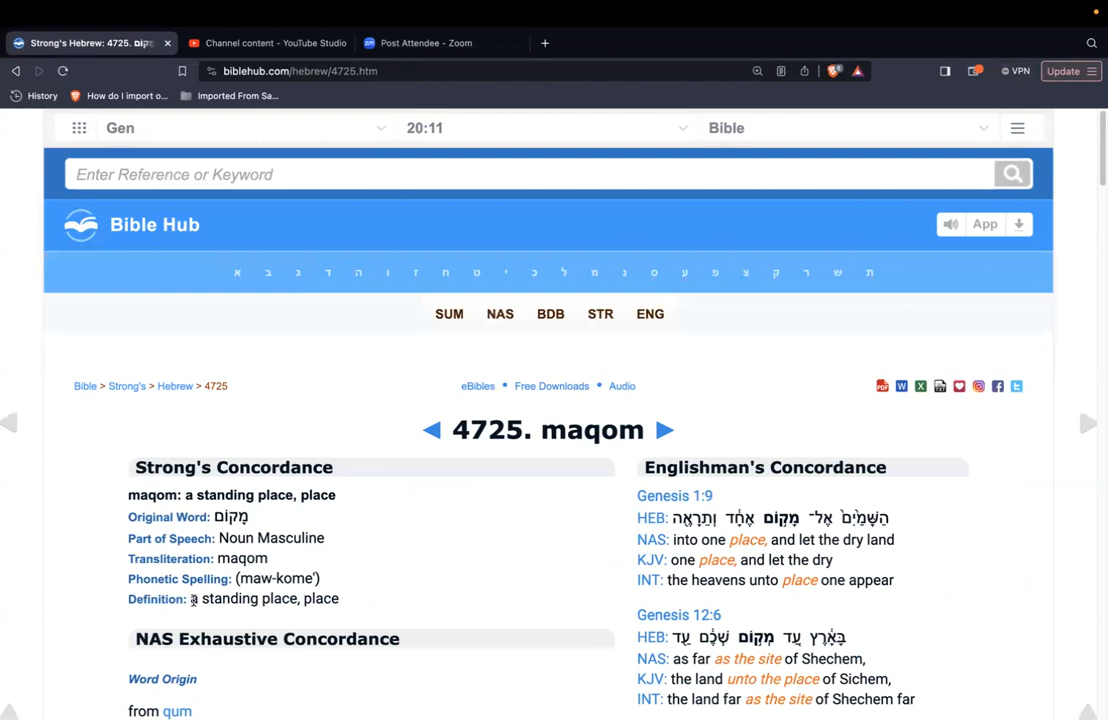 Strong's Hebrew: 4725. מָקוֹם
Channel content - YouTube Studio
Post Attendee - Zoom
biblehub.com/hebrew/4725.htm
VPN
Update
History
How do I import o...
Imported From Sa...
Gen
20:11
Bible
Enter Reference or Keyword
Bible Hub
App
א ב ג ד ה ו ז ח ט י כ ל מ נ ס ע פ צ ק ר ש ת
SUM NAS BDB STR ENG
Bible > Strong's > Hebrew > 4725
eBibles • Free Downloads • Audio
4725. maqom
Strong's Concordance
maqom: a standing place, place
Original Word: מָקוֹם
Part of Speech: Noun Masculine
Transliteration: maqom
Phonetic Spelling: (maw-kome')
Definition: a standing place, place
NAS Exhaustive Concordance
Word Origin
from qum
Englishman's Concordance
Genesis 1:9
HEB: הַשָּׁמַ֙יִם֙ אֶל־ מָק֣וֹם אֶחָ֔ד וְתֵרָאֶ֖ה
NAS: into one place, and let the dry land
KJV: one place, and let the dry
INT: the heavens unto place one appear
Genesis 12:6
HEB: בָּאָ֔רֶץ עַ֚ד מְק֣וֹם שְׁכֶ֔ם עַ֖ד
NAS: as far as the site of Shechem,
KJV: the land unto the place of Sichem,
INT: the land far as the site of Shechem far